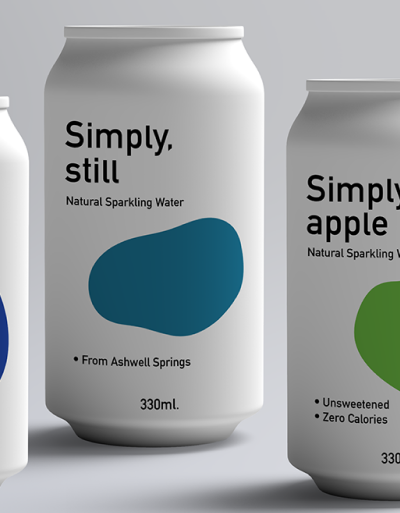 Simply,
still
Natural Sparkling Water
• From Ashwell Springs
330ml.
Simply
apple
Natural Sparkling
• Unsweetened
• Zero Calories
330